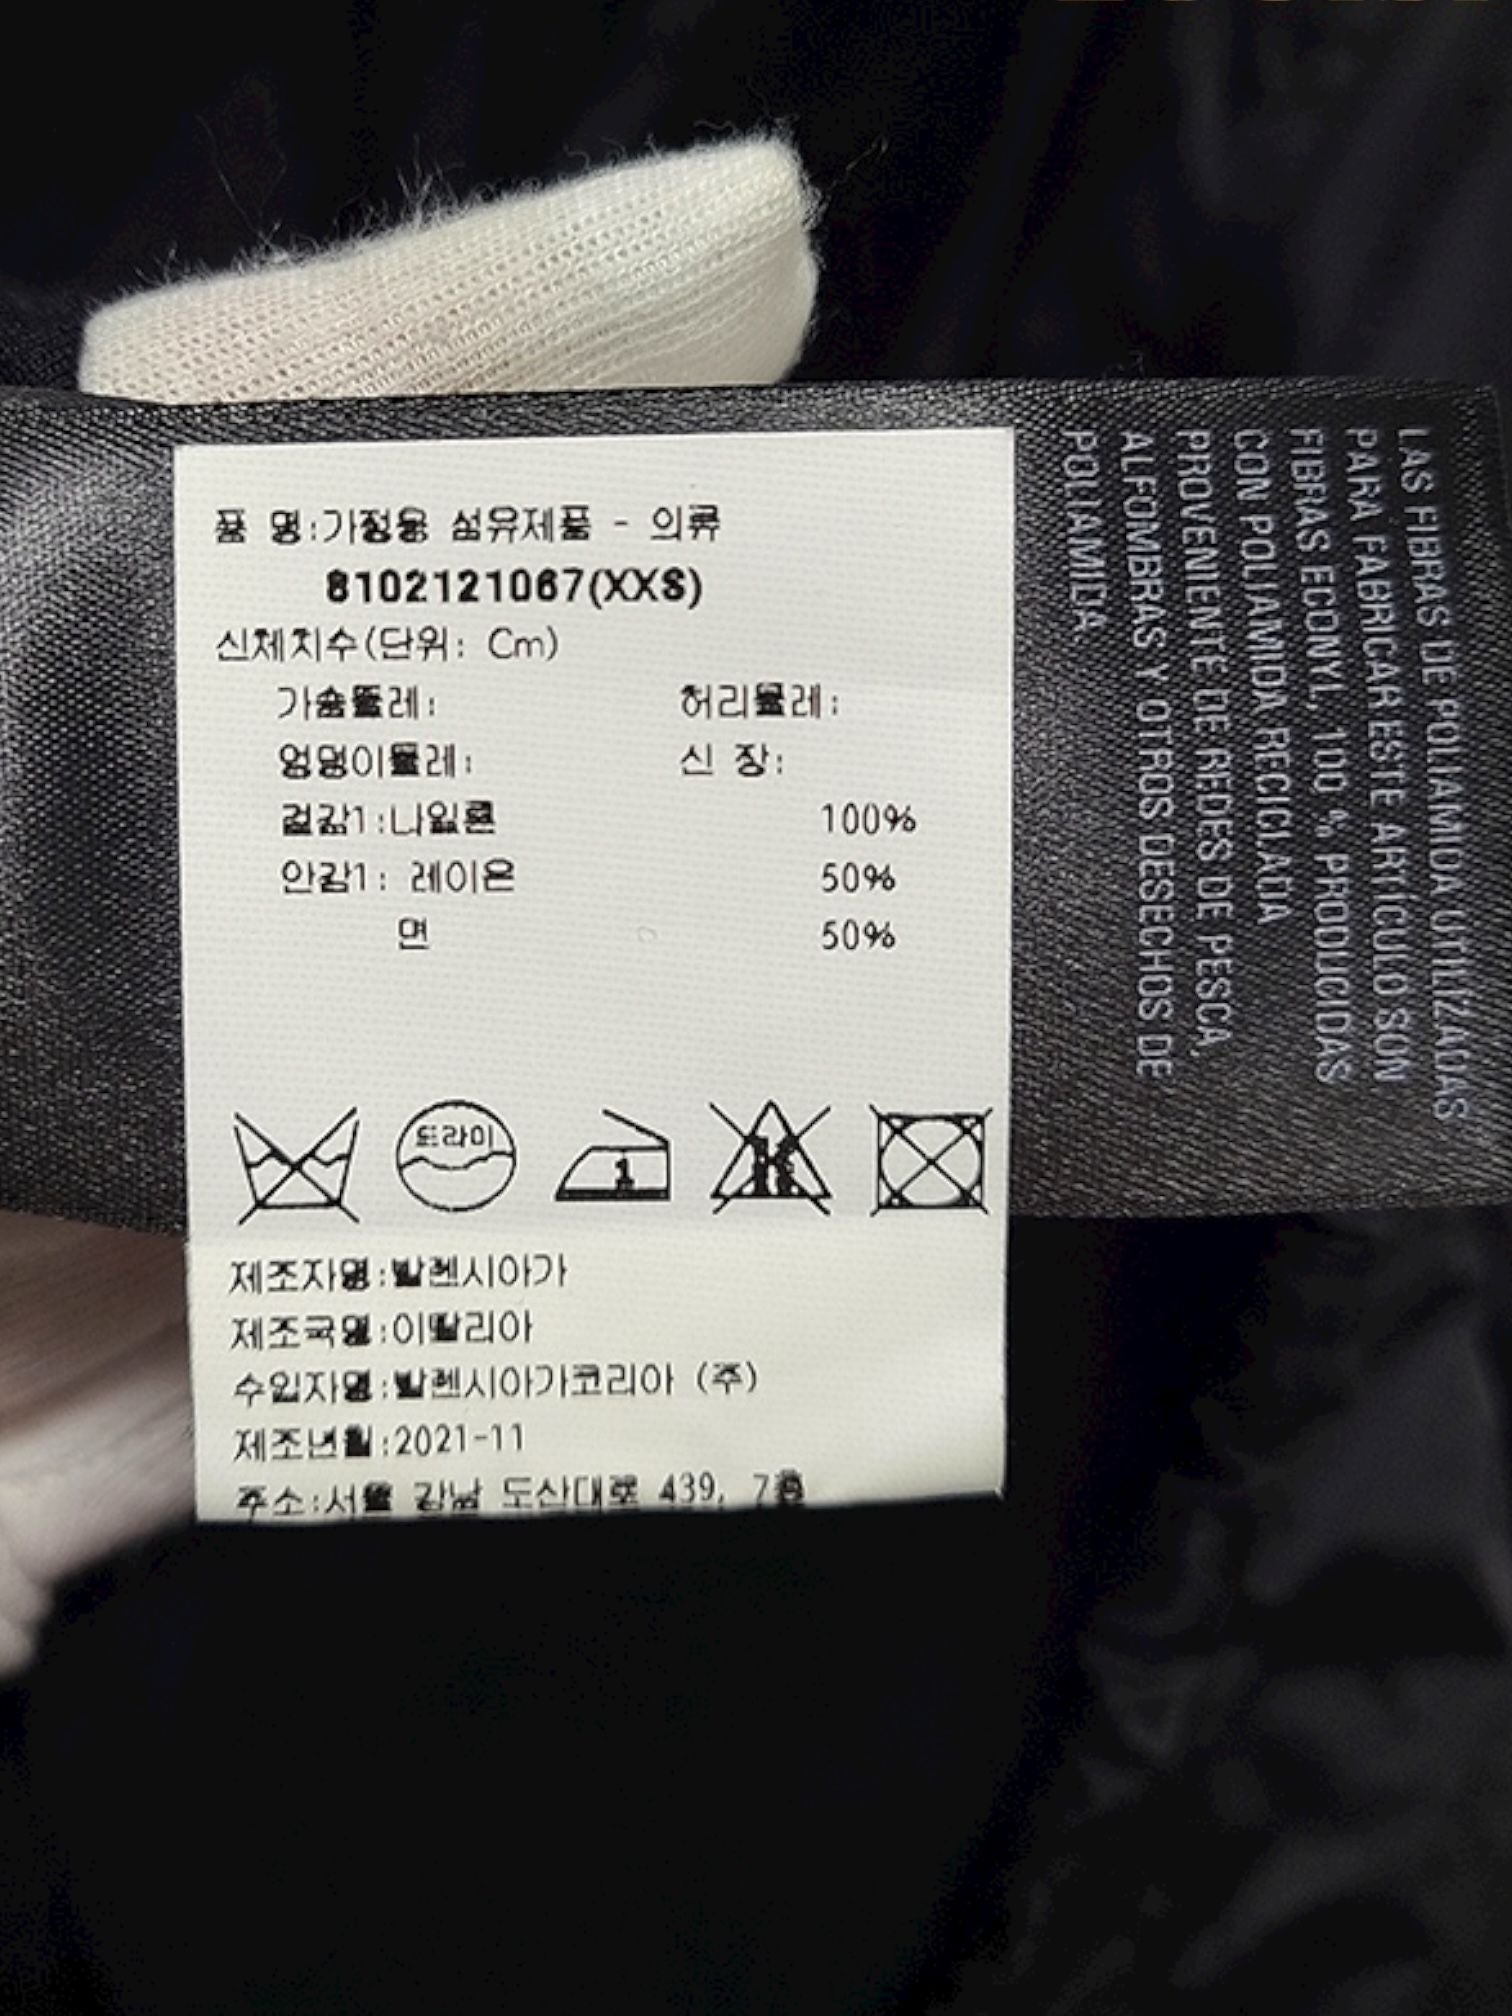 품 명:가정용 섬유제품 - 의류
8102121067(XXS)
신체치수(단위: Cm)
가슴둘레: 허리둘레:
엉덩이둘레: 신 장:
겉감1:나일론 100%
안감1: 레이온 50%
면 50%
드라이
1
제조자명:발렌시아가
제조국명:이탈리아
수입자명:발렌시아가코리아 (주)
제조년월:2021-11
주소:서울 강남 도산대로 439, 7층
LAS FIBRAS DE POLIAMIDA UTILIZADAS
PARA FABRICAR ESTE ARTÍCULO SON
FIBRAS ECONYL, 100 % PRODUCIDAS
CON POLIAMIDA RECICLADA
PROVENIENTE DE REDES DE PESCA,
ALFOMBRAS Y OTROS DESECHOS DE
POLIAMIDA.